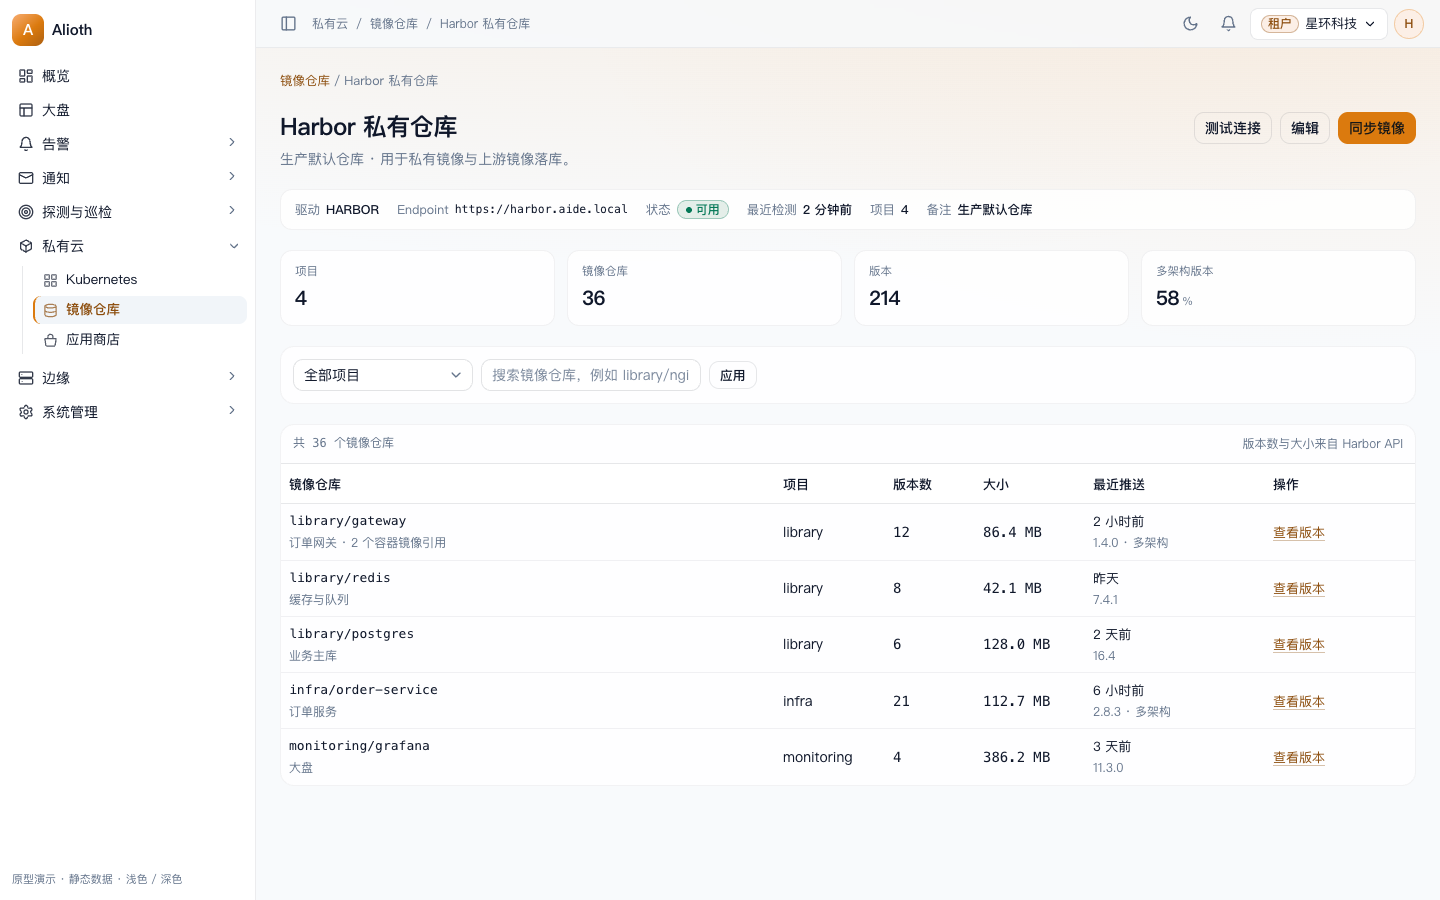 A Alioth
概览
大盘
告警
通知
探测与巡检
私有云
Kubernetes
镜像仓库
应用商店
边缘
系统管理
原型演示 · 静态数据 · 浅色 / 深色
私有云 / 镜像仓库 / Harbor 私有仓库
租户 星环科技
H
镜像仓库 / Harbor 私有仓库
Harbor 私有仓库
生产默认仓库 · 用于私有镜像与上游镜像落库。
测试连接 编辑 同步镜像
驱动 HARBOR Endpoint https://harbor.aide.local 状态 可用 最近检测 2 分钟前 项目 4 备注 生产默认仓库
项目
4
镜像仓库
36
版本
214
多架构版本
58 %
全部项目 搜索镜像仓库，例如 library/ngi 应用
共 36 个镜像仓库 版本数与大小来自 Harbor API
镜像仓库 项目 版本数 大小 最近推送 操作
library/gateway library 12 86.4 MB 2 小时前 查看版本
订单网关 · 2 个容器镜像引用 1.4.0 · 多架构
library/redis library 8 42.1 MB 昨天 查看版本
缓存与队列 7.4.1
library/postgres library 6 128.0 MB 2 天前 查看版本
业务主库 16.4
infra/order-service infra 21 112.7 MB 6 小时前 查看版本
订单服务 2.8.3 · 多架构
monitoring/grafana monitoring 4 386.2 MB 3 天前 查看版本
大盘 11.3.0